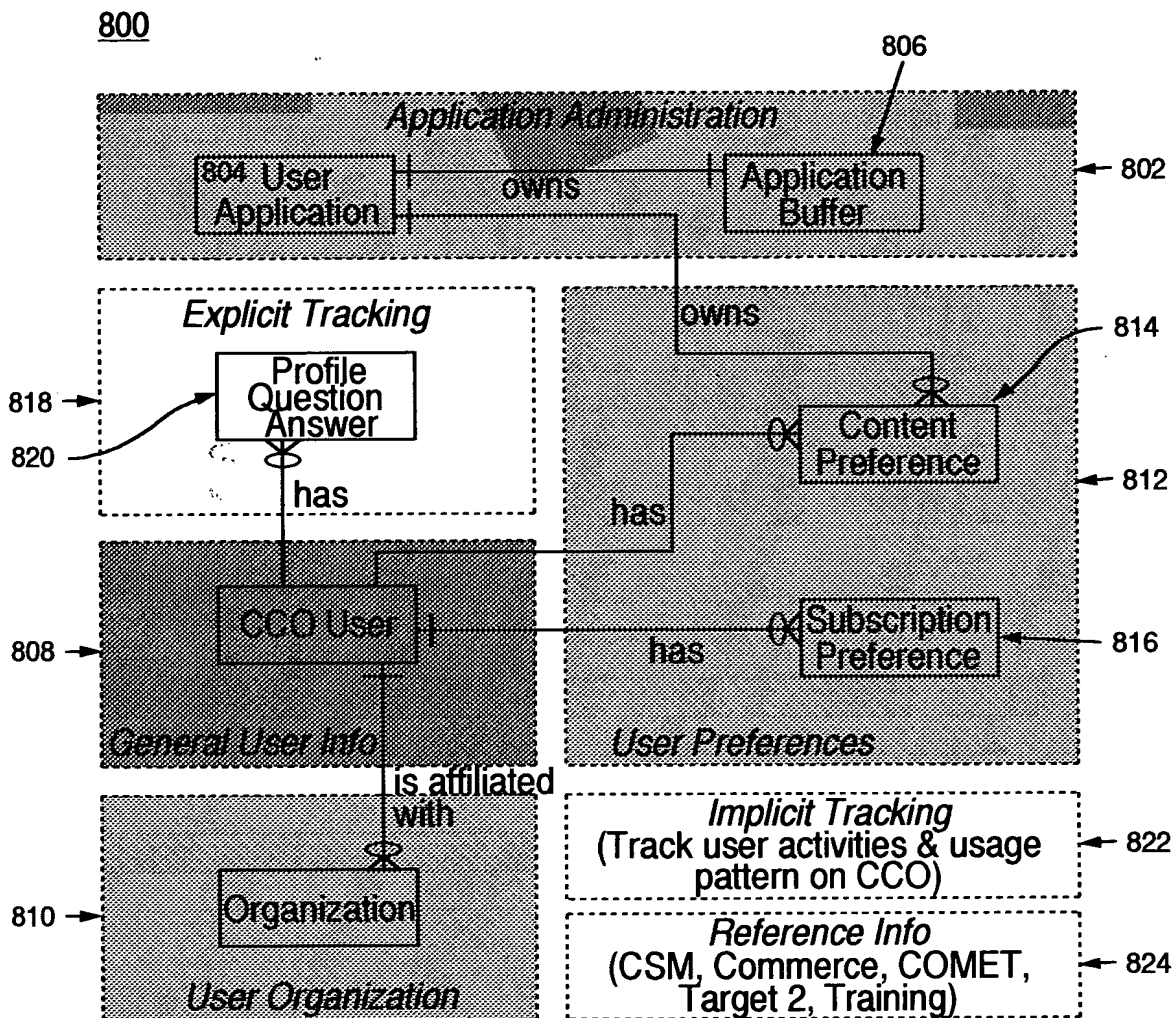 800
806
Application Administration
804 User
Application
owns
Application
Buffer
802
Explicit Tracking
Profile
Question
Answer
818
820
has
owns
814
Content
Preference
812
has
CCO User
808
General User Info
has
Subscription
Preference
816
User Preferences
is affiliated
with
Organization
810
User Organization
Implicit Tracking
(Track user activities & usage
pattern on CCO)
822
Reference Info
(CSM, Commerce, COMET,
Target 2, Training)
824